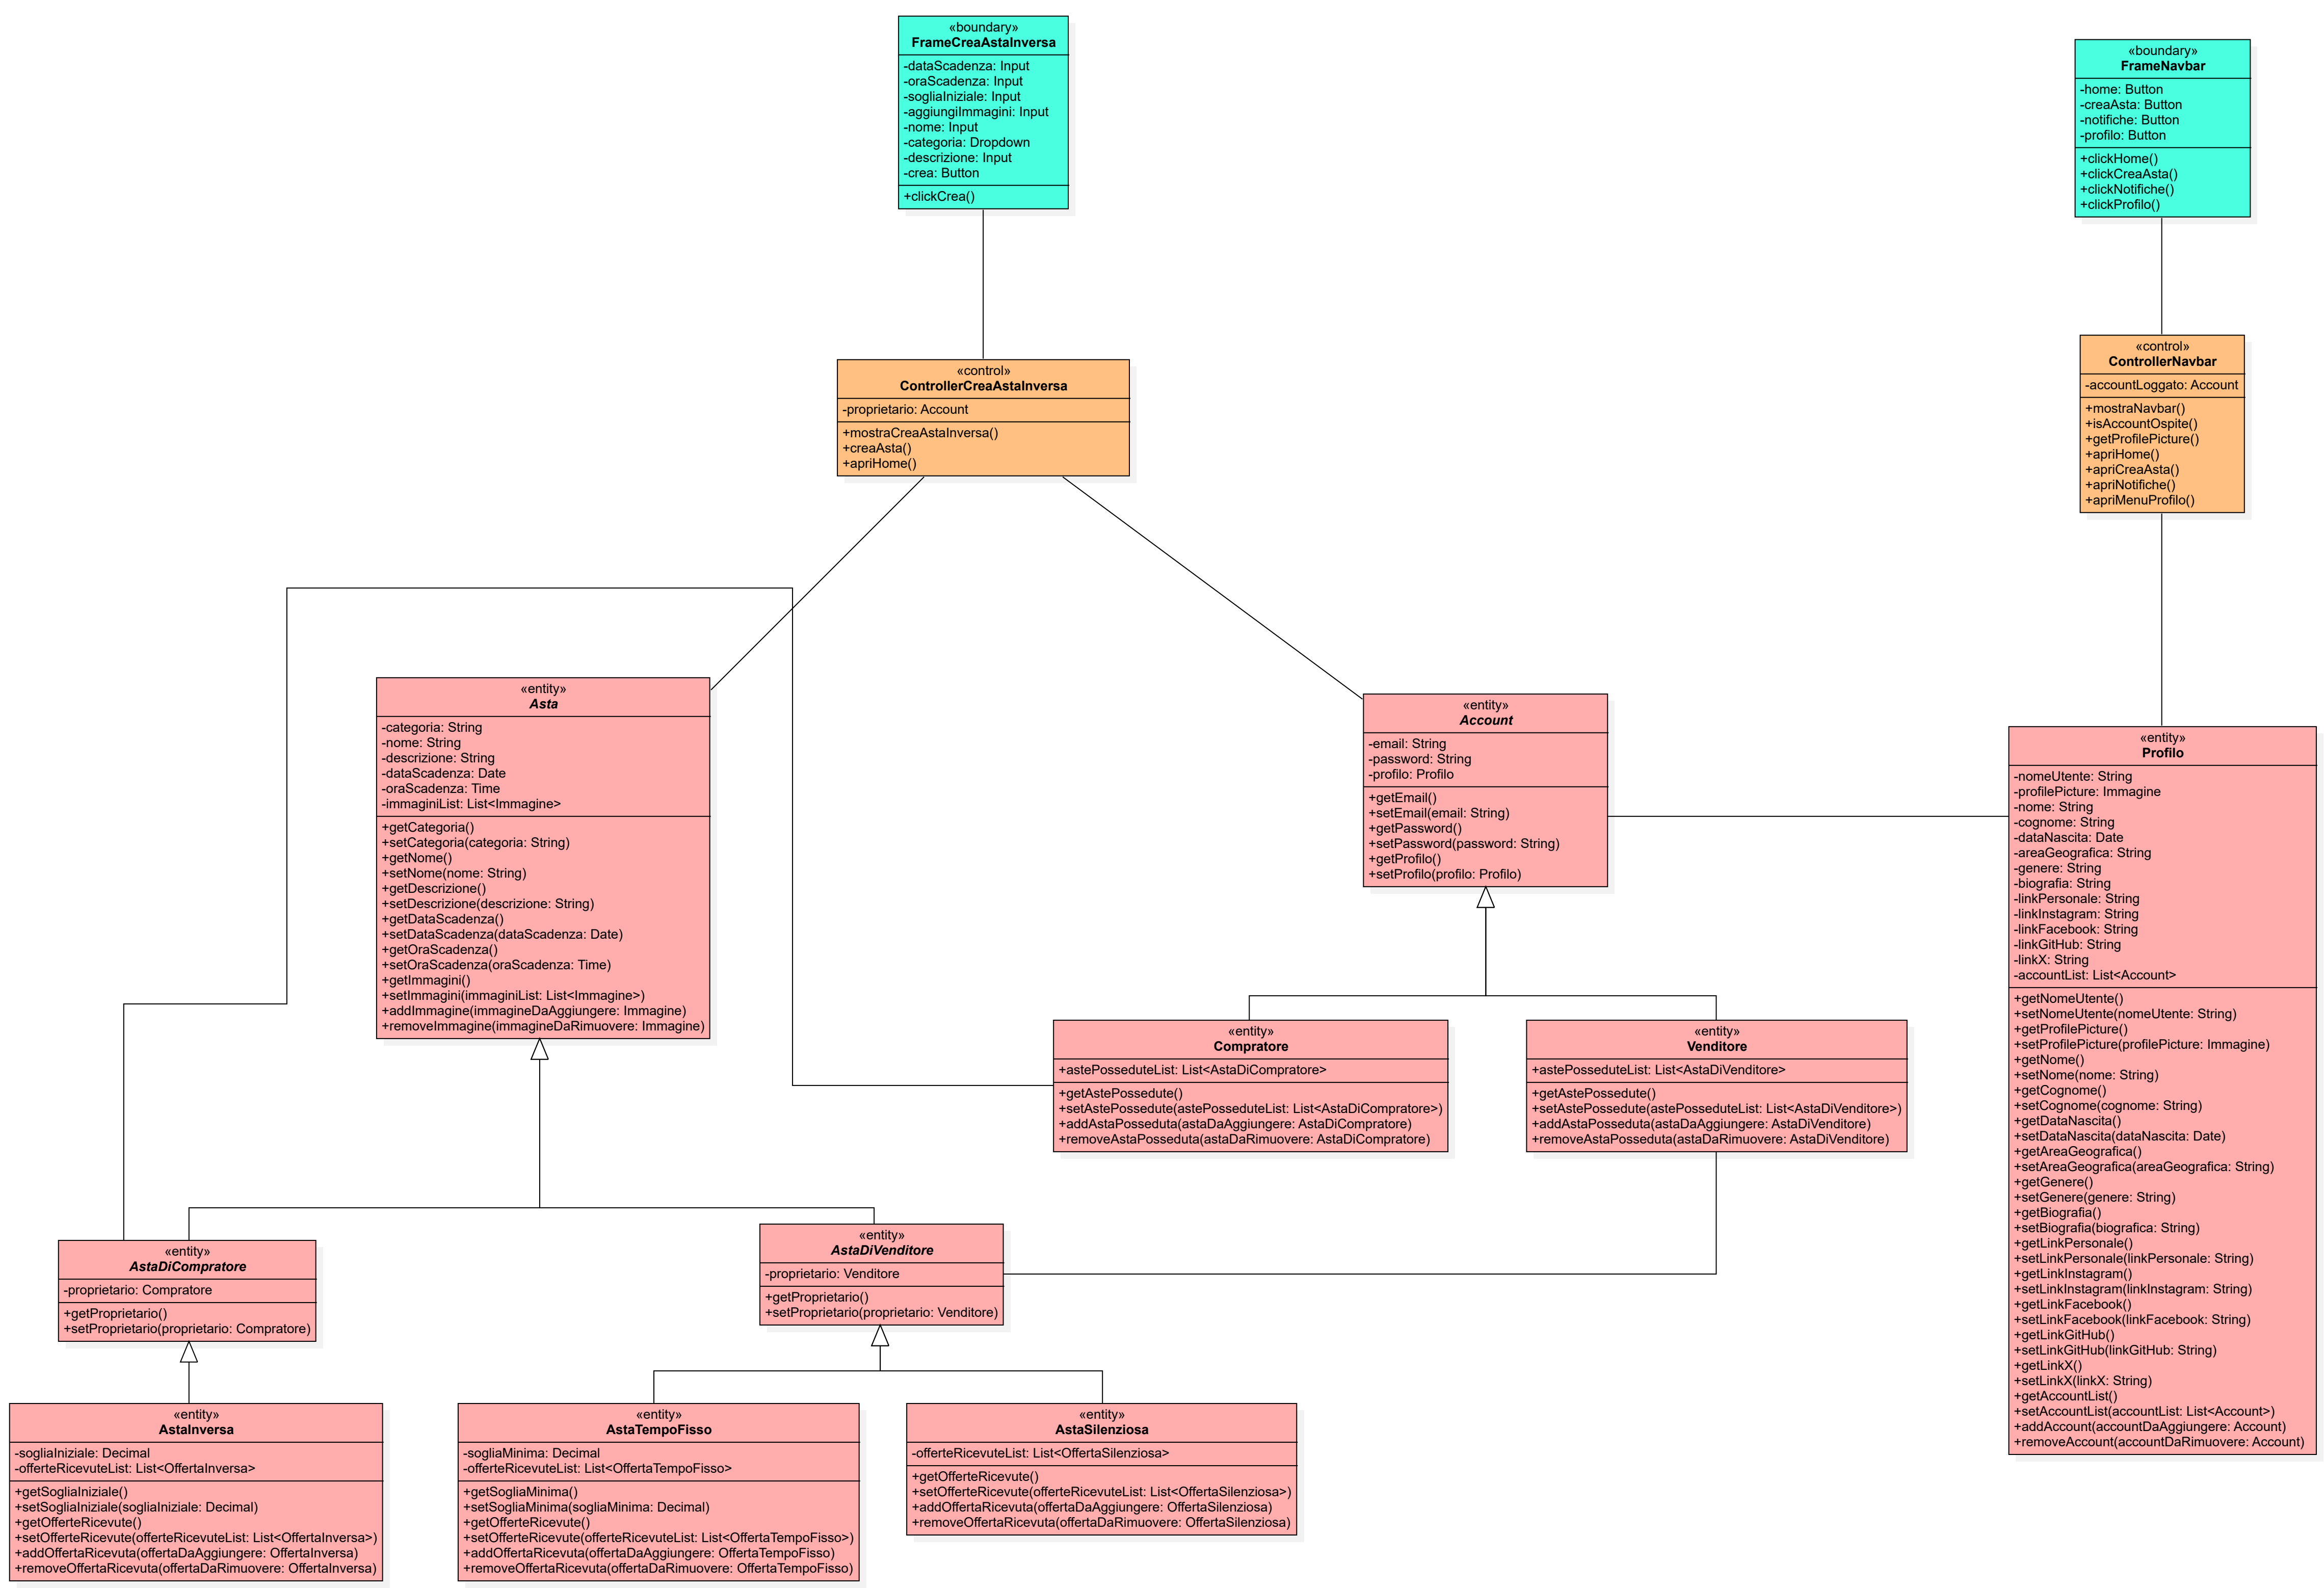 «boundary»
FrameCreaAstaInversa
-dataScadenza: Input
-oraScadenza: Input
-sogliaIniziale: Input
-aggiungiImmagini: Input
-nome: Input
-categoria: Dropdown
-descrizione: Input
-crea: Button
+clickCrea()
«boundary»
FrameNavbar
-home: Button
-creaAsta: Button
-notifiche: Button
-profilo: Button
+clickHome()
+clickCreaAsta()
+clickNotifiche()
+clickProfilo()
«control»
ControllerCreaAstaInversa
-proprietario: Account
+mostraCreaAstaInversa()
+creaAsta()
+apriHome()
«control»
ControllerNavbar
-accountLoggato: Account
+mostraNavbar()
+isAccountOspite()
+getProfilePicture()
+apriHome()
+apriCreaAsta()
+apriNotifiche()
+apriMenuProfilo()
«entity»
Asta
-categoria: String
-nome: String
-descrizione: String
-dataScadenza: Date
-oraScadenza: Time
-immaginiList: List<Immagine>
+getCategoria()
+setCategoria(categoria: String)
+getNome()
+setNome(nome: String)
+getDescrizione()
+setDescrizione(descrizione: String)
+getDataScadenza()
+setDataScadenza(dataScadenza: Date)
+getOraScadenza()
+setOraScadenza(oraScadenza: Time)
+getImmagini()
+setImmagini(immaginiList: List<Immagine>)
+addImmagine(immagineDaAggiungere: Immagine)
+removeImmagine(immagineDaRimuovere: Immagine)
«entity»
Account
-email: String
-password: String
-profilo: Profilo
+getEmail()
+setEmail(email: String)
+getPassword()
+setPassword(password: String)
+getProfilo()
+setProfilo(profilo: Profilo)
«entity»
Profilo
-nomeUtente: String
-profilePicture: Immagine
-nome: String
-cognome: String
-dataNascita: Date
-areaGeografica: String
-genere: String
-biografia: String
-linkPersonale: String
-linkInstagram: String
-linkFacebook: String
-linkGitHub: String
-linkX: String
-accountList: List<Account>
+getNomeUtente()
+setNomeUtente(nomeUtente: String)
+getProfilePicture()
+setProfilePicture(profilePicture: Immagine)
+getNome()
+setNome(nome: String)
+getCognome()
+setCognome(cognome: String)
+getDataNascita()
+setDataNascita(dataNascita: Date)
+getAreaGeografica()
+setAreaGeografica(areaGeografica: String)
+getGenere()
+setGenere(genere: String)
+getBiografia()
+setBiografia(biografica: String)
+getLinkPersonale()
+setLinkPersonale(linkPersonale: String)
+getLinkInstagram()
+setLinkInstagram(linkInstagram: String)
+getLinkFacebook()
+setLinkFacebook(linkFacebook: String)
+getLinkGitHub()
+setLinkGitHub(linkGitHub: String)
+getLinkX()
+setLinkX(linkX: String)
+getAccountList()
+setAccountList(accountList: List<Account>)
+addAccount(accountDaAggiungere: Account)
+removeAccount(accountDaRimuovere: Account)
«entity»
Compratore
+astePosseduteList: List<AstaDiCompratore>
+getAstePossedute()
+setAstePossedute(astePosseduteList: List<AstaDiCompratore>)
+addAstaPosseduta(astaDaAggiungere: AstaDiCompratore)
+removeAstaPosseduta(astaDaRimuovere: AstaDiCompratore)
«entity»
Venditore
+astePosseduteList: List<AstaDiVenditore>
+getAstePossedute()
+setAstePossedute(astePosseduteList: List<AstaDiVenditore>)
+addAstaPosseduta(astaDaAggiungere: AstaDiVenditore)
+removeAstaPosseduta(astaDaRimuovere: AstaDiVenditore)
«entity»
AstaDiCompratore
-proprietario: Compratore
+getProprietario()
+setProprietario(proprietario: Compratore)
«entity»
AstaDiVenditore
-proprietario: Venditore
+getProprietario()
+setProprietario(proprietario: Venditore)
«entity»
AstaInversa
-sogliaIniziale: Decimal
-offerteRicevuteList: List<OffertaInversa>
+getSogliaIniziale()
+setSogliaIniziale(sogliaIniziale: Decimal)
+getOfferteRicevute()
+setOfferteRicevute(offerteRicevuteList: List<OffertaInversa>)
+addOffertaRicevuta(offertaDaAggiungere: OffertaInversa)
+removeOffertaRicevuta(offertaDaRimuovere: OffertaInversa)
«entity»
AstaTempoFisso
-sogliaMinima: Decimal
-offerteRicevuteList: List<OffertaTempoFisso>
+getSogliaMinima()
+setSogliaMinima(sogliaMinima: Decimal)
+getOfferteRicevute()
+setOfferteRicevute(offerteRicevuteList: List<OffertaTempoFisso>)
+addOffertaRicevuta(offertaDaAggiungere: OffertaTempoFisso)
+removeOffertaRicevuta(offertaDaRimuovere: OffertaTempoFisso)
«entity»
AstaSilenziosa
-offerteRicevuteList: List<OffertaSilenziosa>
+getOfferteRicevute()
+setOfferteRicevute(offerteRicevuteList: List<OffertaSilenziosa>)
+addOffertaRicevuta(offertaDaAggiungere: OffertaSilenziosa)
+removeOffertaRicevuta(offertaDaRimuovere: OffertaSilenziosa)